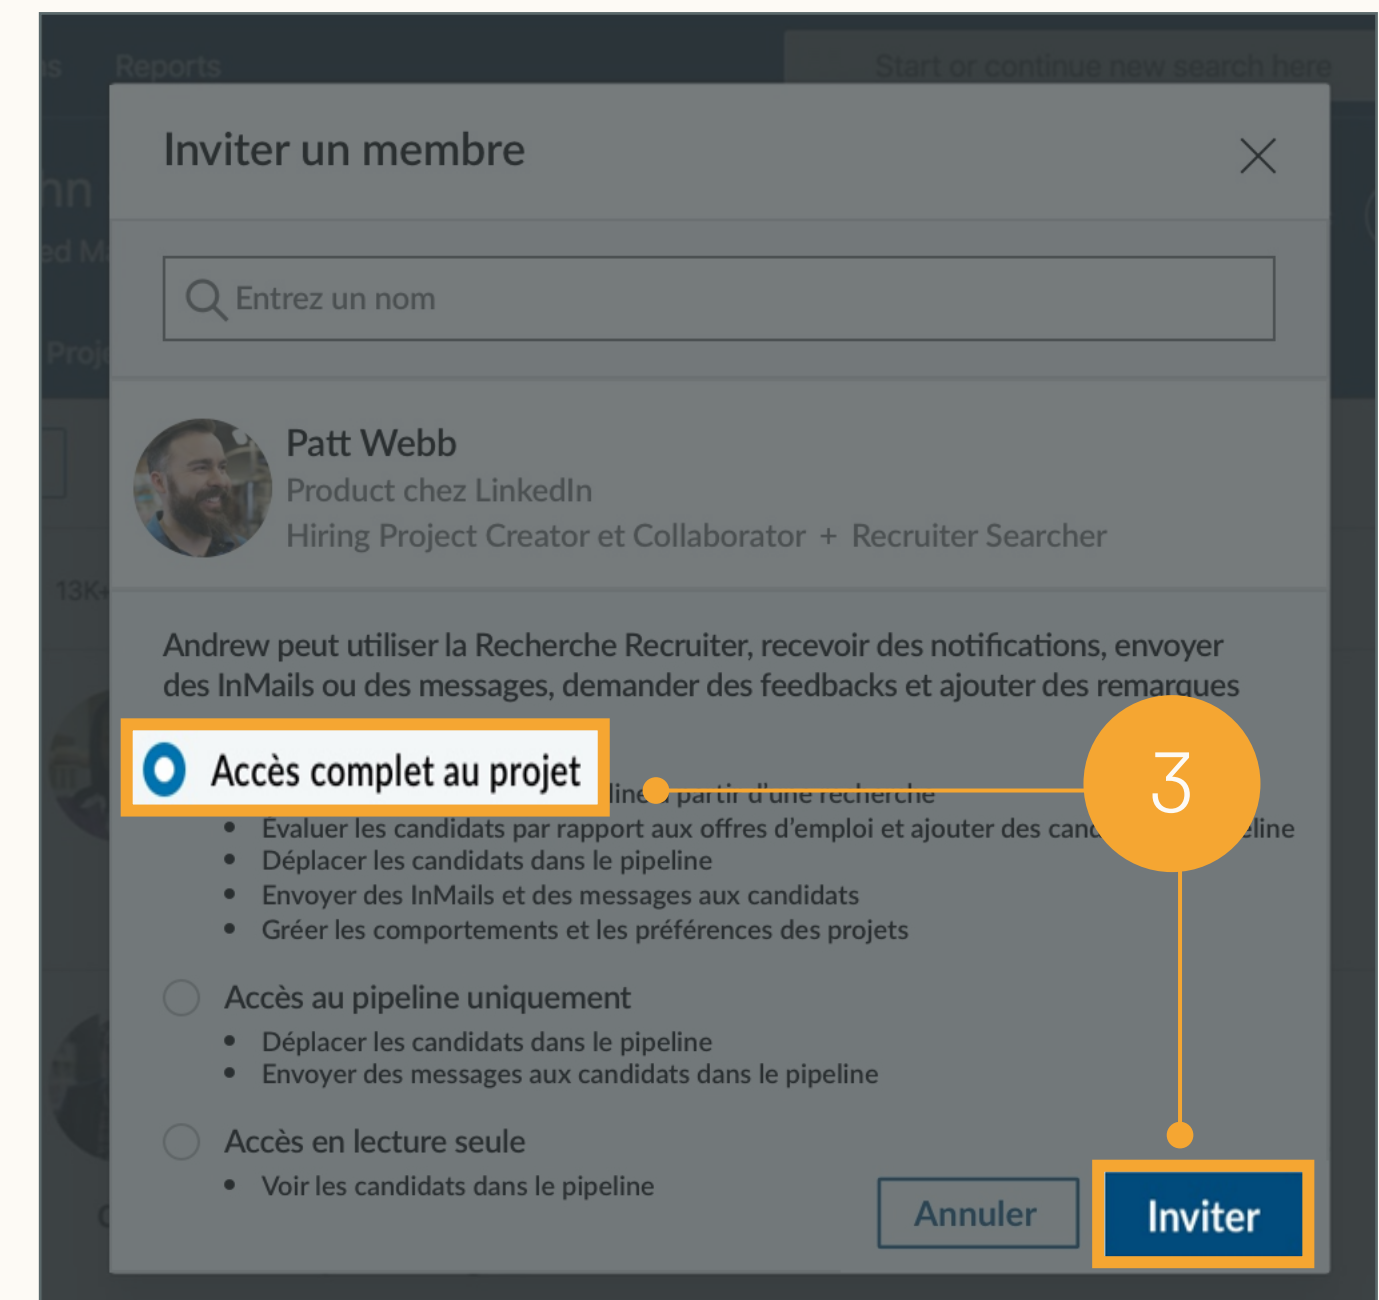 Reports
Start or continue new search here
Inviter un membre
Entrez un nom
Patt Webb
Product chez LinkedIn
Hiring Project Creator et Collaborator + Recruiter Searcher
13K+
Andrew peut utiliser la Recherche Recruiter, recevoir des notifications, envoyer
des InMails ou des messages, demander des feedbacks et ajouter des remarques
Accès complet au projet
partir d'une recherche
3
• Évaluer les candidats par rapport aux offres d'emploi et ajouter des
• Déplacer les candidats dans le pipeline
• Envoyer des InMails et des messages aux candidats
• Gréer les comportements et les préférences des projets
Accès au pipeline uniquement
• Déplacer les candidats dans le pipeline
• Envoyer des messages aux candidats dans le pipeline
Accès en lecture seule
• Voir les candidats dans le pipeline
Annuler
Inviter